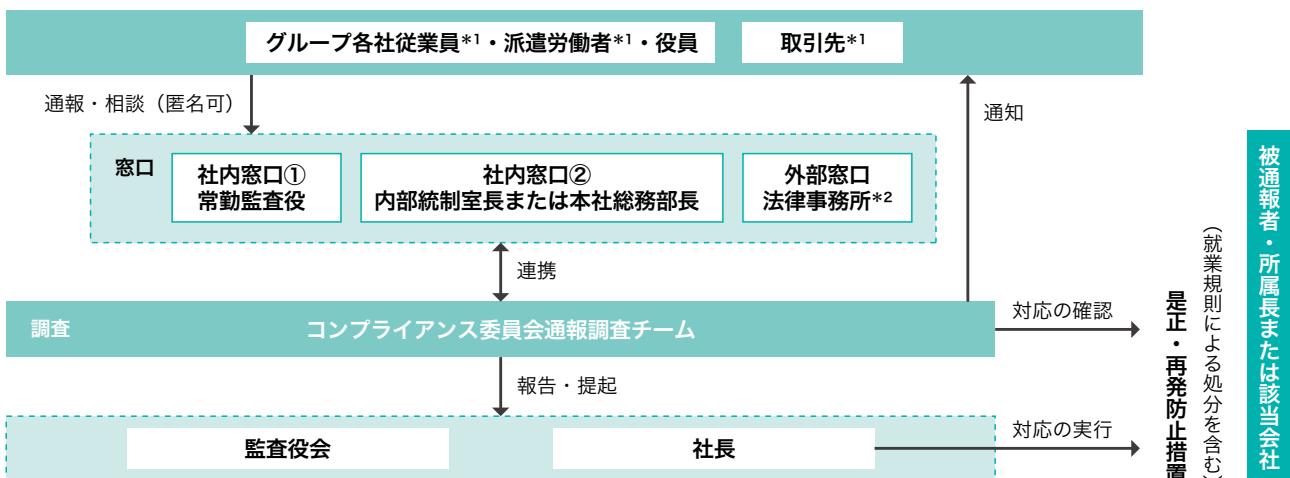 グループ各社従業員*1・派遣労働者*1・役員
取引先*1
通報・相談（匿名可）
通知
窓口
社内窓口①
常勤監査役
社内窓口②
内部統制室長または本社総務部長
外部窓口
法律事務所*2
連携
調査
コンプライアンス委員会通報調査チーム
対応の確認
報告・提起
監査役会
社長
対応の実行
是正・再発防止措置
（就業規則による処分を含む）
被通報者・所属長または該当会社